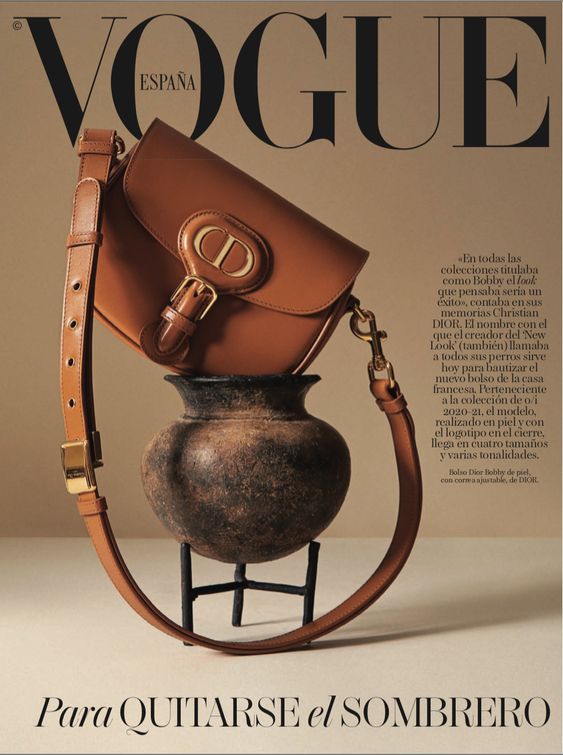 ©
VOGUE
ESPAÑA
CD
«En todas las
colecciones titulaba
como Bobby el look
que pensaba sería un
éxito», contaba en sus
memorias Christian
DIOR. El nombre con el
que el creador del ‘New
Look’ (también) llamaba
a todos sus perros sirve
hoy para bautizar el
nuevo bolso de la casa
francesa. Perteneciente
a la colección de o/i
2020-21, el modelo,
realizado en piel y con
el logotipo en el cierre,
llega en cuatro tamaños
y varias tonalidades.
Bolso Dior Bobby de piel,
con correa ajustable, de DIOR.
Para QUITARSE el SOMBRERO